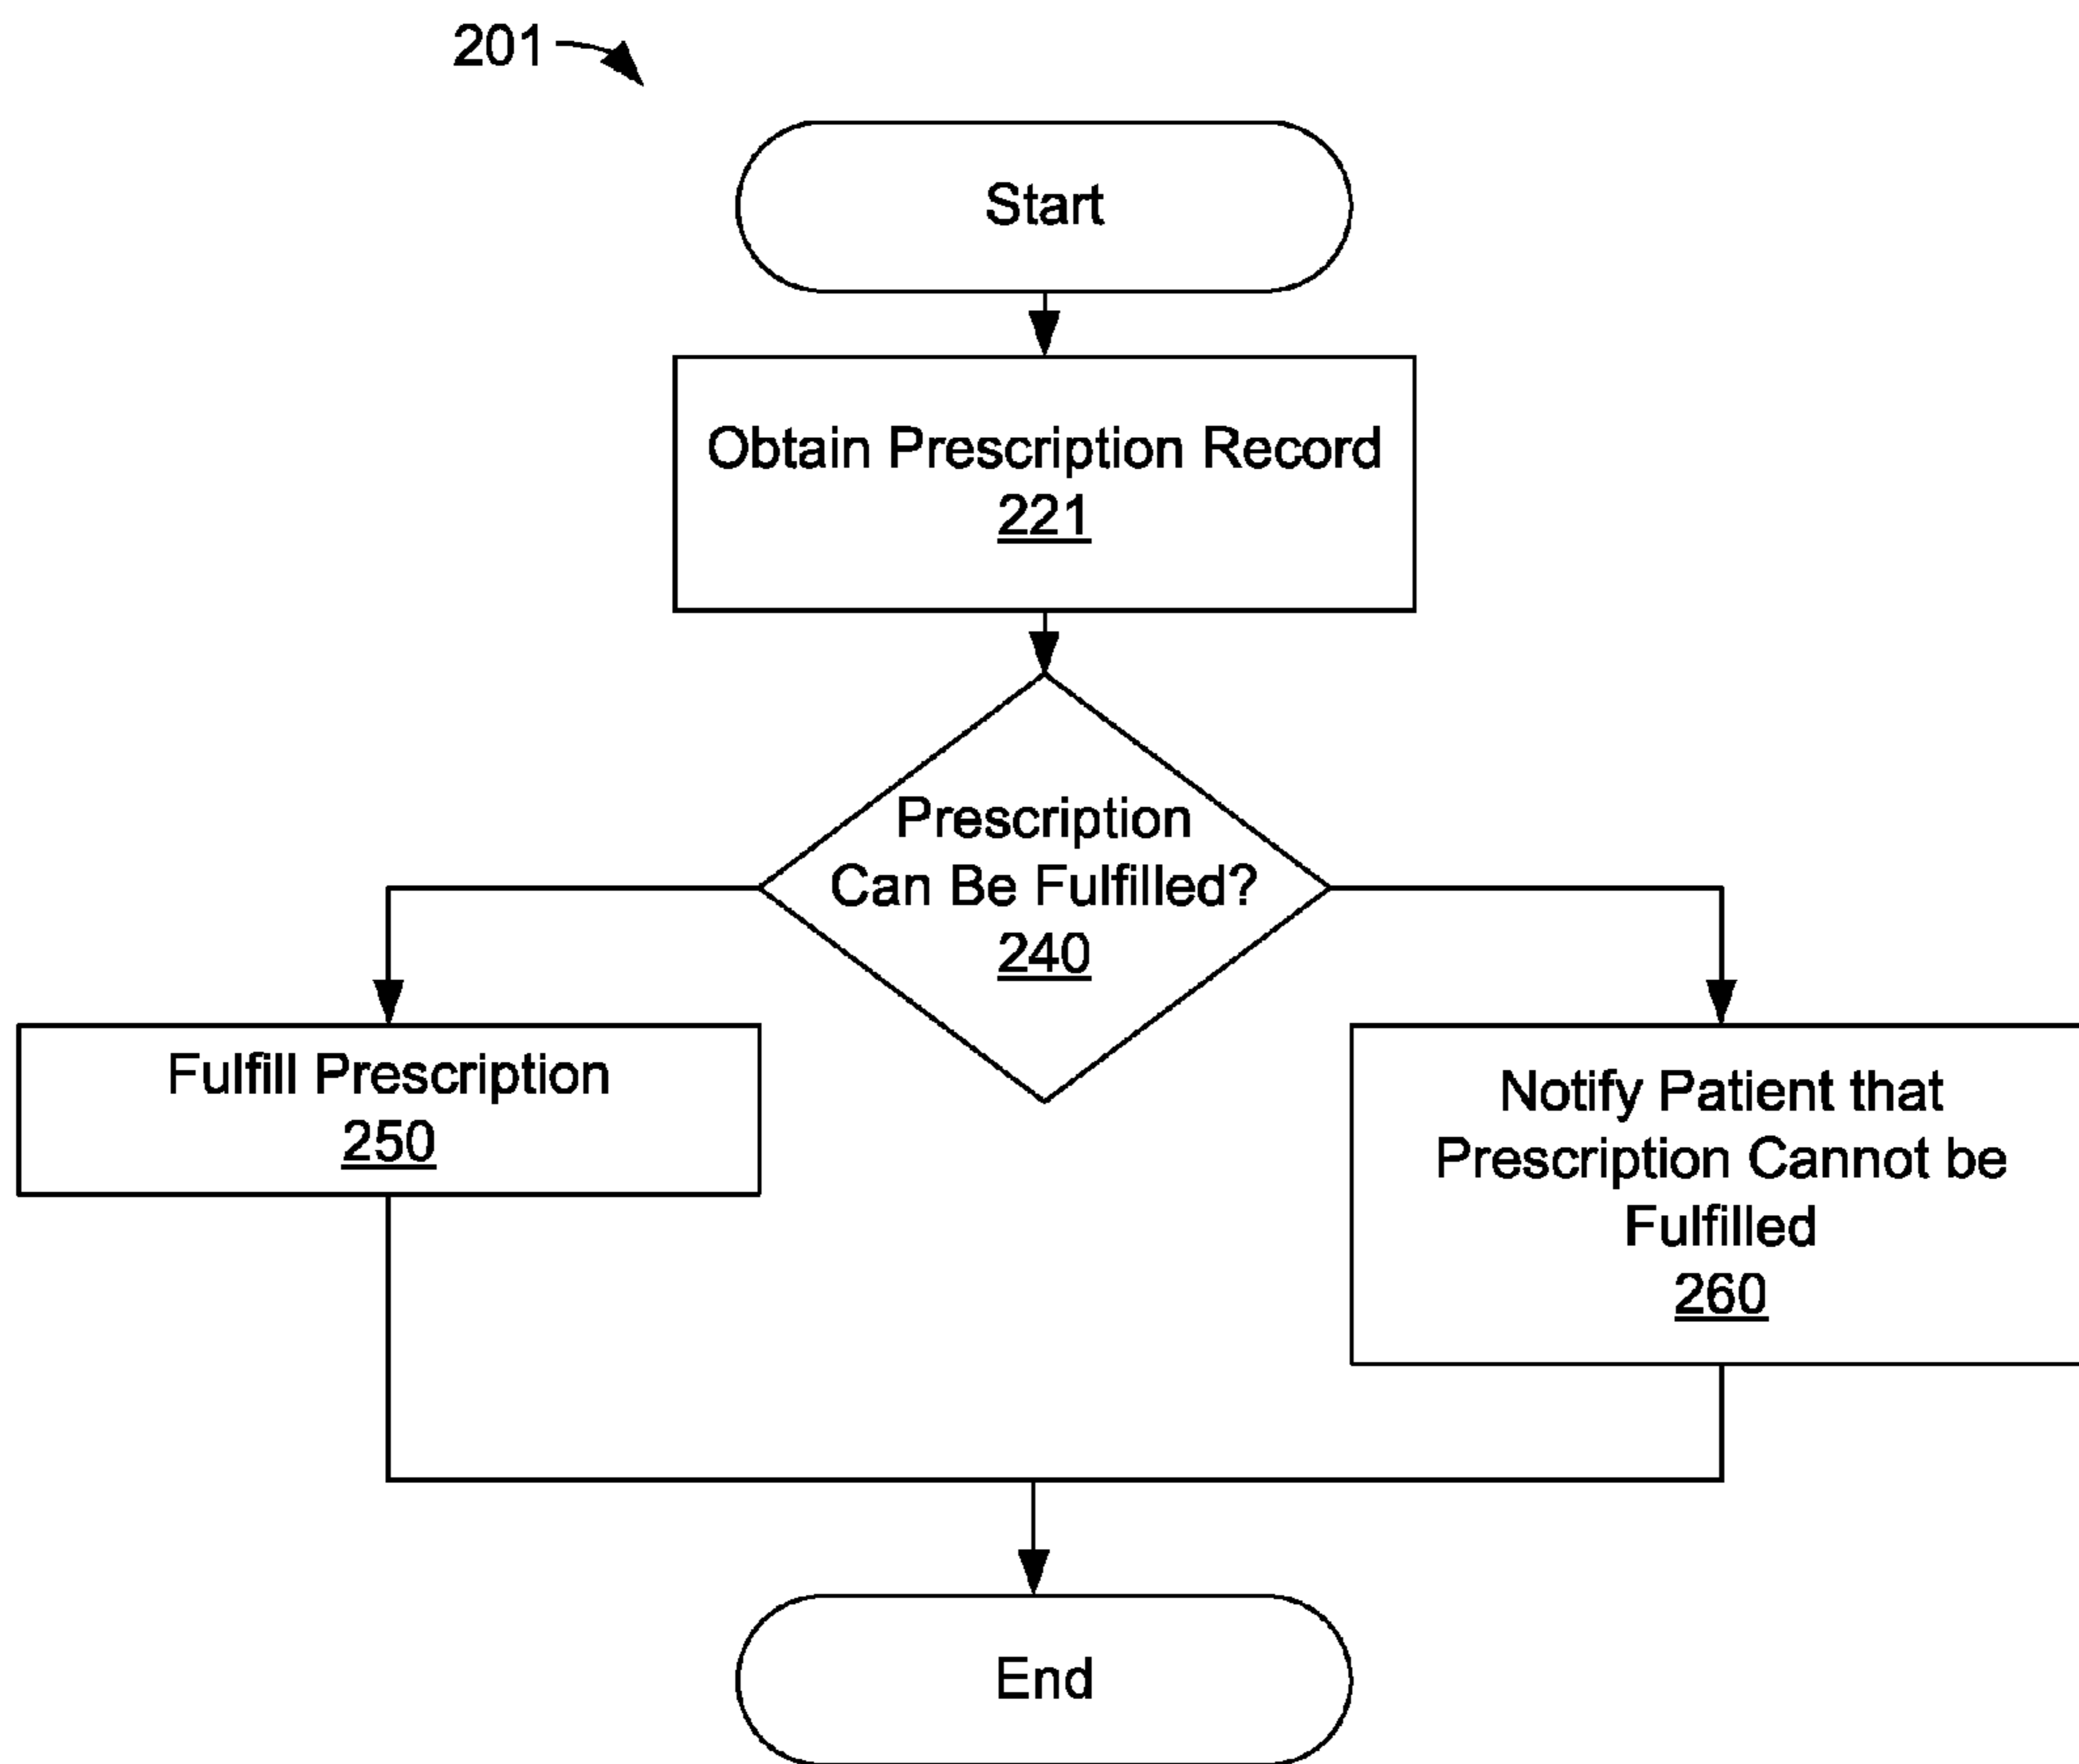 201
Start
Obtain Prescription Record
221
Prescription
Can Be Fulfilled?
240
Fulfill Prescription
250
Notify Patient that
Prescription Cannot be
Fulfilled
260
End